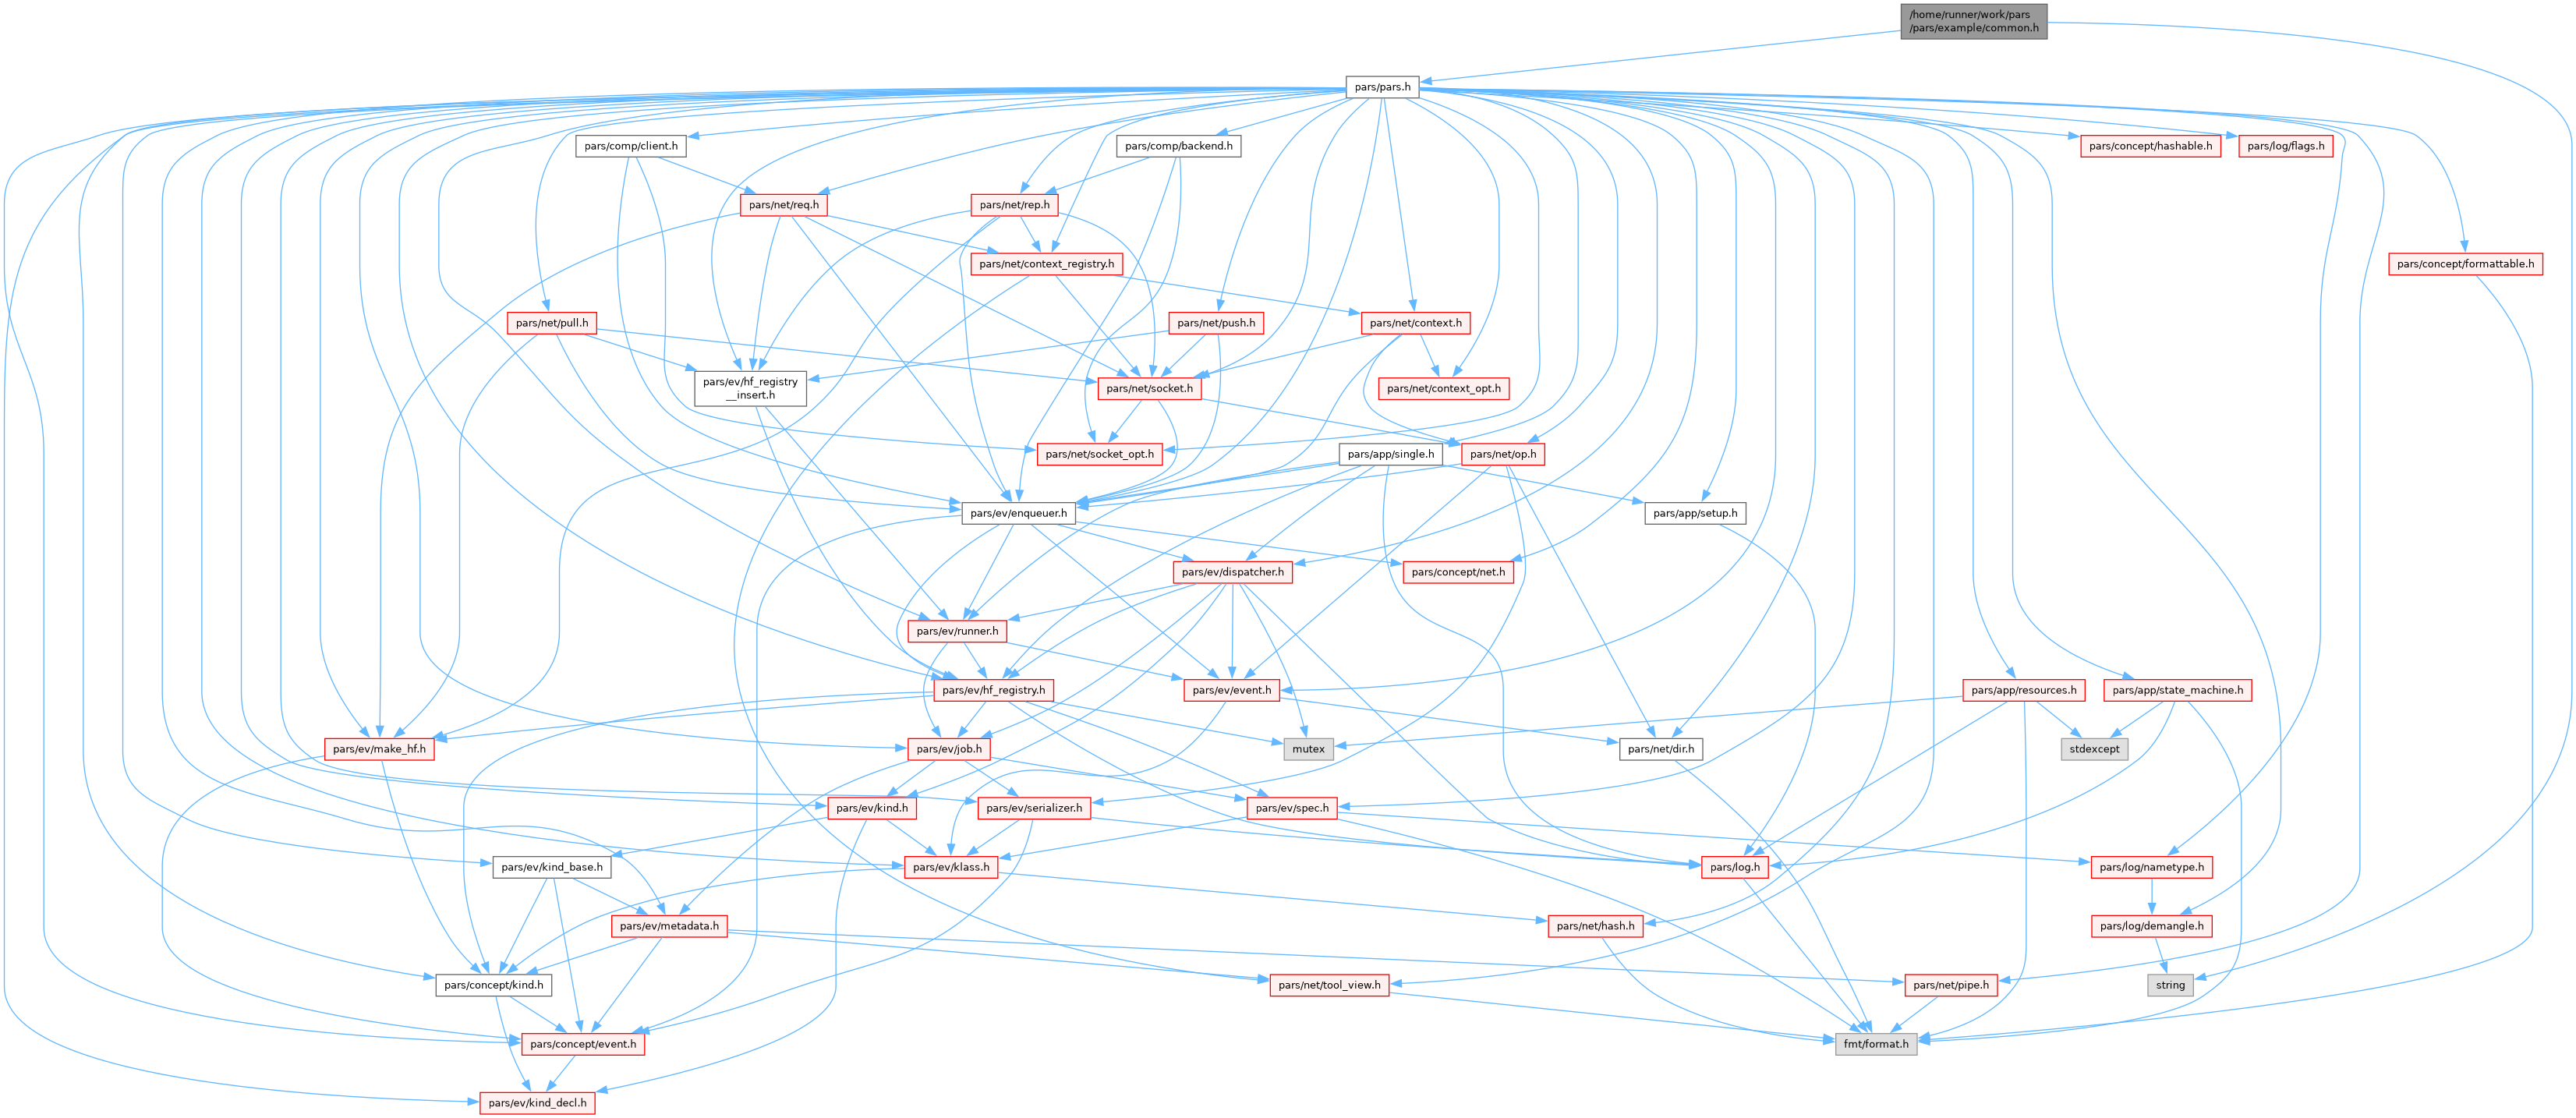 /home/runner/work/pars
/pars/example/common.h
pars/pars.h
pars/comp/client.h
pars/comp/backend.h
pars/concept/hashable.h
pars/log/flags.h
pars/net/req.h
pars/net/rep.h
pars/net/context_registry.h
pars/concept/formattable.h
pars/net/pull.h
pars/net/push.h
pars/net/context.h
pars/ev/hf_registry
__insert.h
pars/net/socket.h
pars/net/context_opt.h
pars/net/socket_opt.h
pars/app/single.h
pars/net/op.h
pars/ev/enqueuer.h
pars/app/setup.h
pars/ev/dispatcher.h
pars/concept/net.h
pars/ev/runner.h
pars/ev/hf_registry.h
pars/ev/event.h
pars/app/resources.h
pars/app/state_machine.h
pars/ev/make_hf.h
pars/ev/job.h
mutex
pars/net/dir.h
stdexcept
pars/ev/kind.h
pars/ev/serializer.h
pars/ev/spec.h
pars/ev/kind_base.h
pars/ev/klass.h
pars/log.h
pars/log/nametype.h
pars/ev/metadata.h
pars/net/hash.h
pars/log/demangle.h
pars/concept/kind.h
pars/net/tool_view.h
pars/net/pipe.h
string
pars/concept/event.h
fmt/format.h
pars/ev/kind_decl.h